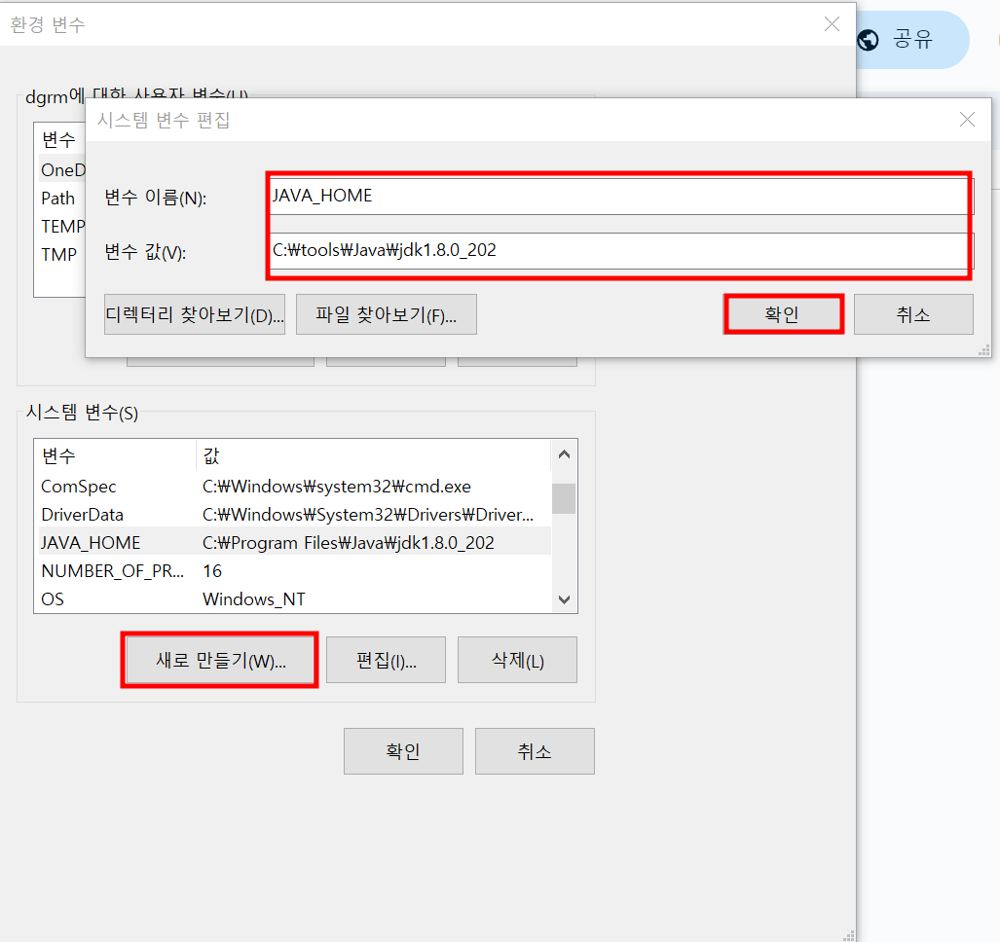 환경 변수
공유
dgrm에 대한 사용자 변수(U)
변수
OneD
Path
TEMP
TMP
시스템 변수 편집
변수 이름(N):
JAVA_HOME
변수 값(V):
C:₩tools₩Java₩jdk1.8.0_202
디렉터리 찾아보기(D)... 파일 찾아보기(F)... 확인 취소
시스템 변수(S)
변수 값
ComSpec C:₩Windows₩system32₩cmd.exe
DriverData C:₩Windows₩System32₩Drivers₩Driver...
JAVA_HOME C:₩Program Files₩Java₩jdk1.8.0_202
NUMBER_OF_PR... 16
OS Windows_NT
새로 만들기(W)... 편집(I)... 삭제(L)
확인 취소